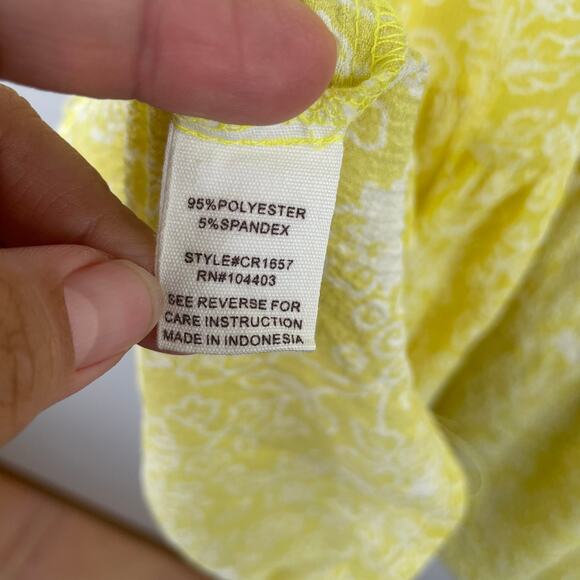 95%POLYESTER
5%SPANDEX
STYLE#CR1657
RN#104403
SEE REVERSE FOR
CARE INSTRUCTION
MADE IN INDONESIA